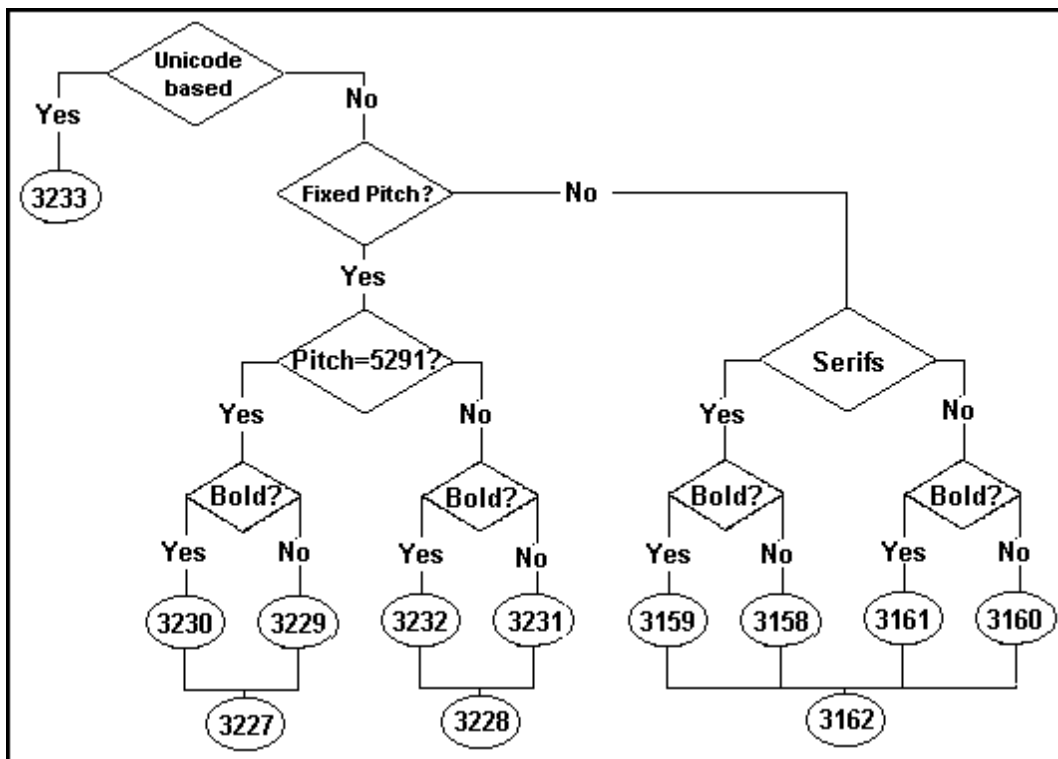 Unicode
based
Yes
No
3233
Fixed Pitch?
No
Yes
Pitch=5291?
Serifs
Yes
No
Yes
No
Bold?
Bold?
Bold?
Bold?
Yes
No
Yes
No
Yes
No
Yes
No
3230
3229
3232
3231
3159
3158
3161
3160
3227
3228
3162